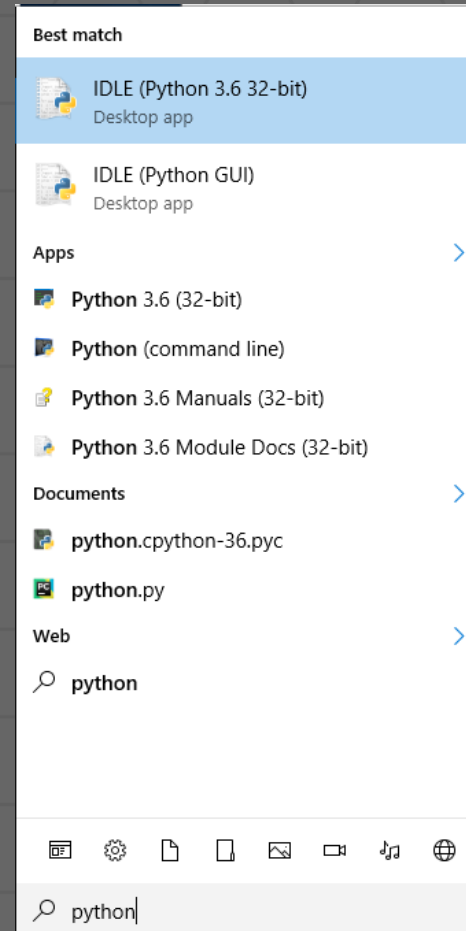 Best match
IDLE (Python 3.6 32-bit)
Desktop app
IDLE (Python GUI)
Desktop app
Apps
Python 3.6 (32-bit)
Python (command line)
Python 3.6 Manuals (32-bit)
Python 3.6 Module Docs (32-bit)
Documents
python.cpython-36.pyc
python.py
Web
python
python